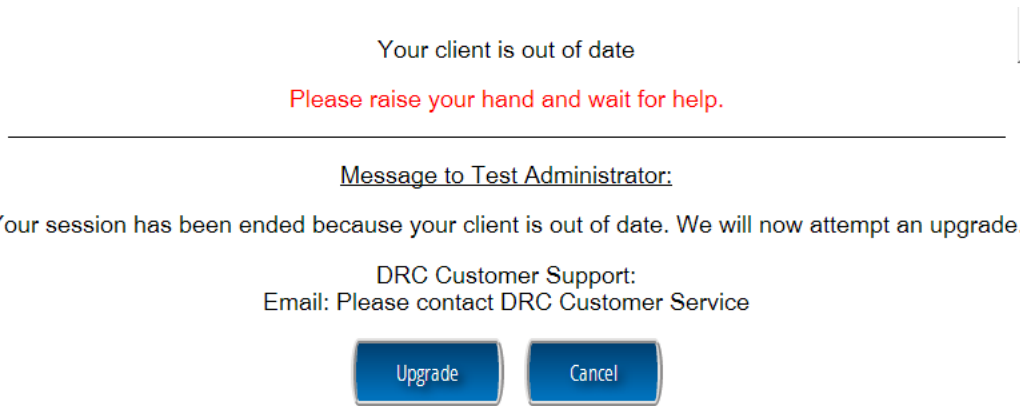 Your client is out of date
Please raise your hand and wait for help.
Message to Test Administrator:
Your session has been ended because your client is out of date. We will now attempt an upgrade.
DRC Customer Support:
Email: Please contact DRC Customer Service
Upgrade
Cancel